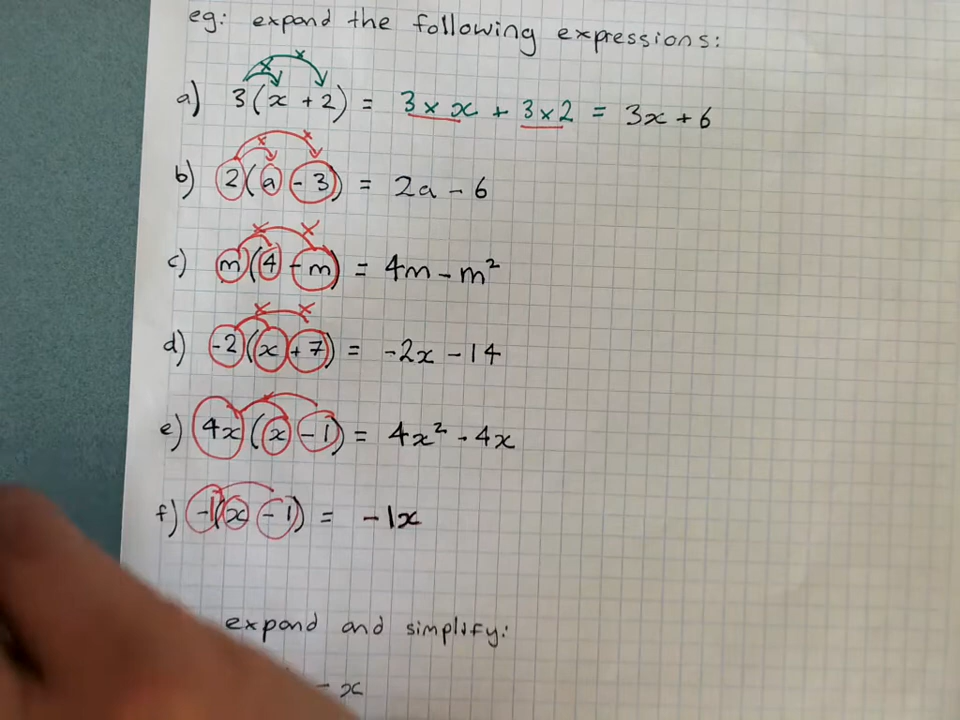 eg: expand the following expressions:
a) 3(x + 2) = 3 × x + 3 × 2 = 3x + 6
b) 2(a - 3) = 2a - 6
c) m(4 - m) = 4m - m²
d) -2(x + 7) = -2x - 14
e) 4x(x - 1) = 4x² - 4x
f) -1(x - 1) = -1x
expand and simplify:
- x